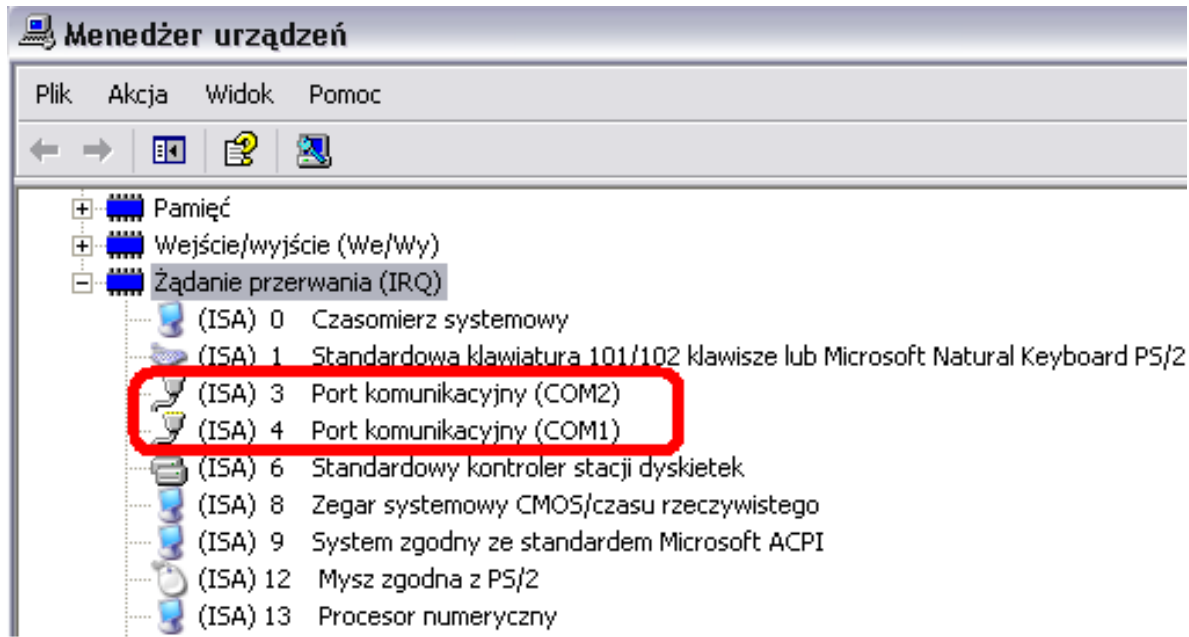 Menedżer urządzeń
Plik Akcja Widok Pomoc
Pamięć
Wejście/wyjście (We/Wy)
Żądanie przerwania (IRQ)
(ISA) 0 Czasomierz systemowy
(ISA) 1 Standardowa klawiatura 101/102 klawisze lub Microsoft Natural Keyboard PS/2
(ISA) 3 Port komunikacyjny (COM2)
(ISA) 4 Port komunikacyjny (COM1)
(ISA) 6 Standardowy kontroler stacji dyskietek
(ISA) 8 Zegar systemowy CMOS/czasu rzeczywistego
(ISA) 9 System zgodny ze standardem Microsoft ACPI
(ISA) 12 Mysz zgodna z PS/2
(ISA) 13 Procesor numeryczny